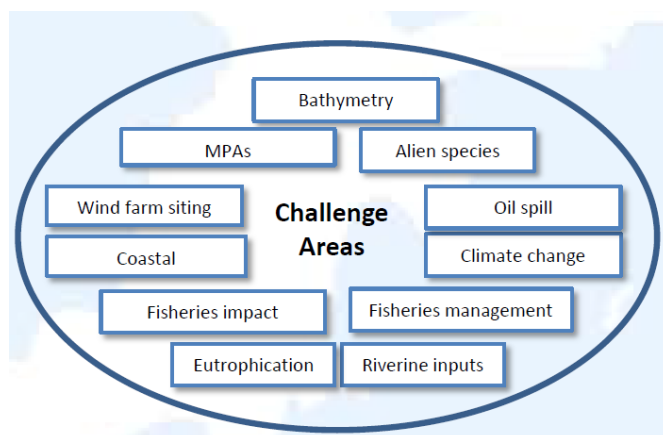 Bathymetry
MPAs
Alien species
Wind farm siting
Challenge
Areas
Oil spill
Coastal
Climate change
Fisheries impact
Fisheries management
Eutrophication
Riverine inputs